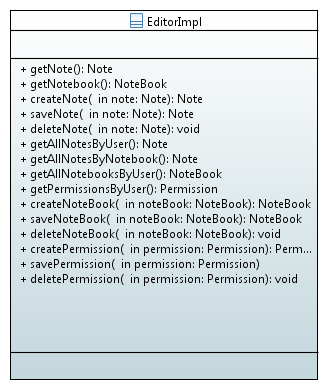 EditorImpl
+ getNote(): Note
+ getNotebook(): NoteBook
+ createNote(  in note: Note): Note
+ saveNote(  in note: Note): Note
+ deleteNote(  in note: Note): void
+ getAllNotesByUser(): Note
+ getAllNotesByNotebook(): Note
+ getAllNotebooksByUser(): NoteBook
+ getPermissionsByUser(): Permission
+ createNoteBook(  in noteBook: NoteBook): NoteBook
+ saveNoteBook(  in noteBook: NoteBook): NoteBook
+ deleteNoteBook(  in noteBook: NoteBook): void
+ createPermission(  in permission: Permission): Perm...
+ savePermission(  in permission: Permission)
+ deletePermission(  in permission: Permission): void